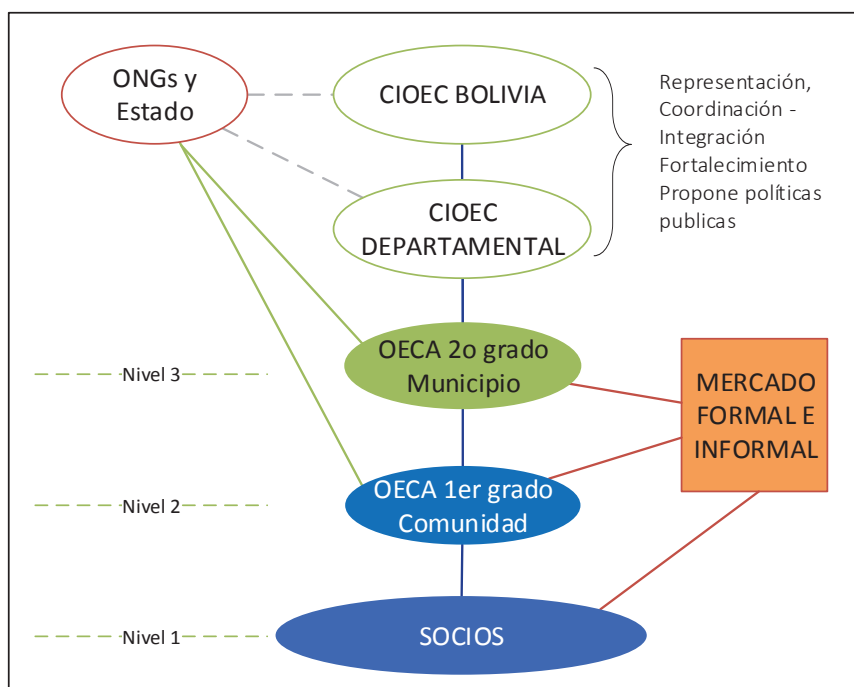 ONGs y
Estado
CIOEC BOLIVIA
CIOEC
DEPARTAMENTAL
Representación,
Coordinación -
Integración
Fortalecimiento
Propone políticas
publicas
OECA 2o grado
Municipio
Nivel 3
MERCADO
FORMAL E
INFORMAL
OECA 1er grado
Comunidad
Nivel 2
SOCIOS
Nivel 1